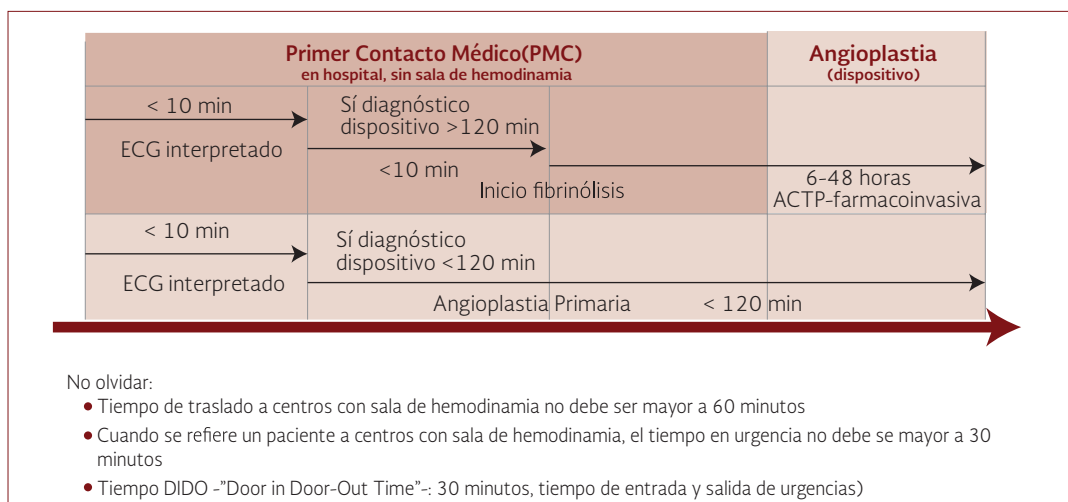 Primer Contacto Médico(PMC)
en hospital, sin sala de hemodinamia
Angioplastia
(dispositivo)
< 10 min
ECG interpretado
Sí diagnóstico
dispositivo >120 min
<10 min
Inicio fibrinólisis
6-48 horas
ACTP-farmacoinvasiva
< 10 min
ECG interpretado
Sí diagnóstico
dispositivo <120 min
Angioplastia Primaria < 120 min
No olvidar:
• Tiempo de traslado a centros con sala de hemodinamia no debe ser mayor a 60 minutos
• Cuando se refiere un paciente a centros con sala de hemodinamia, el tiempo en urgencia no debe se mayor a 30
minutos
• Tiempo DIDO -"Door in Door-Out Time"-: 30 minutos, tiempo de entrada y salida de urgencias)